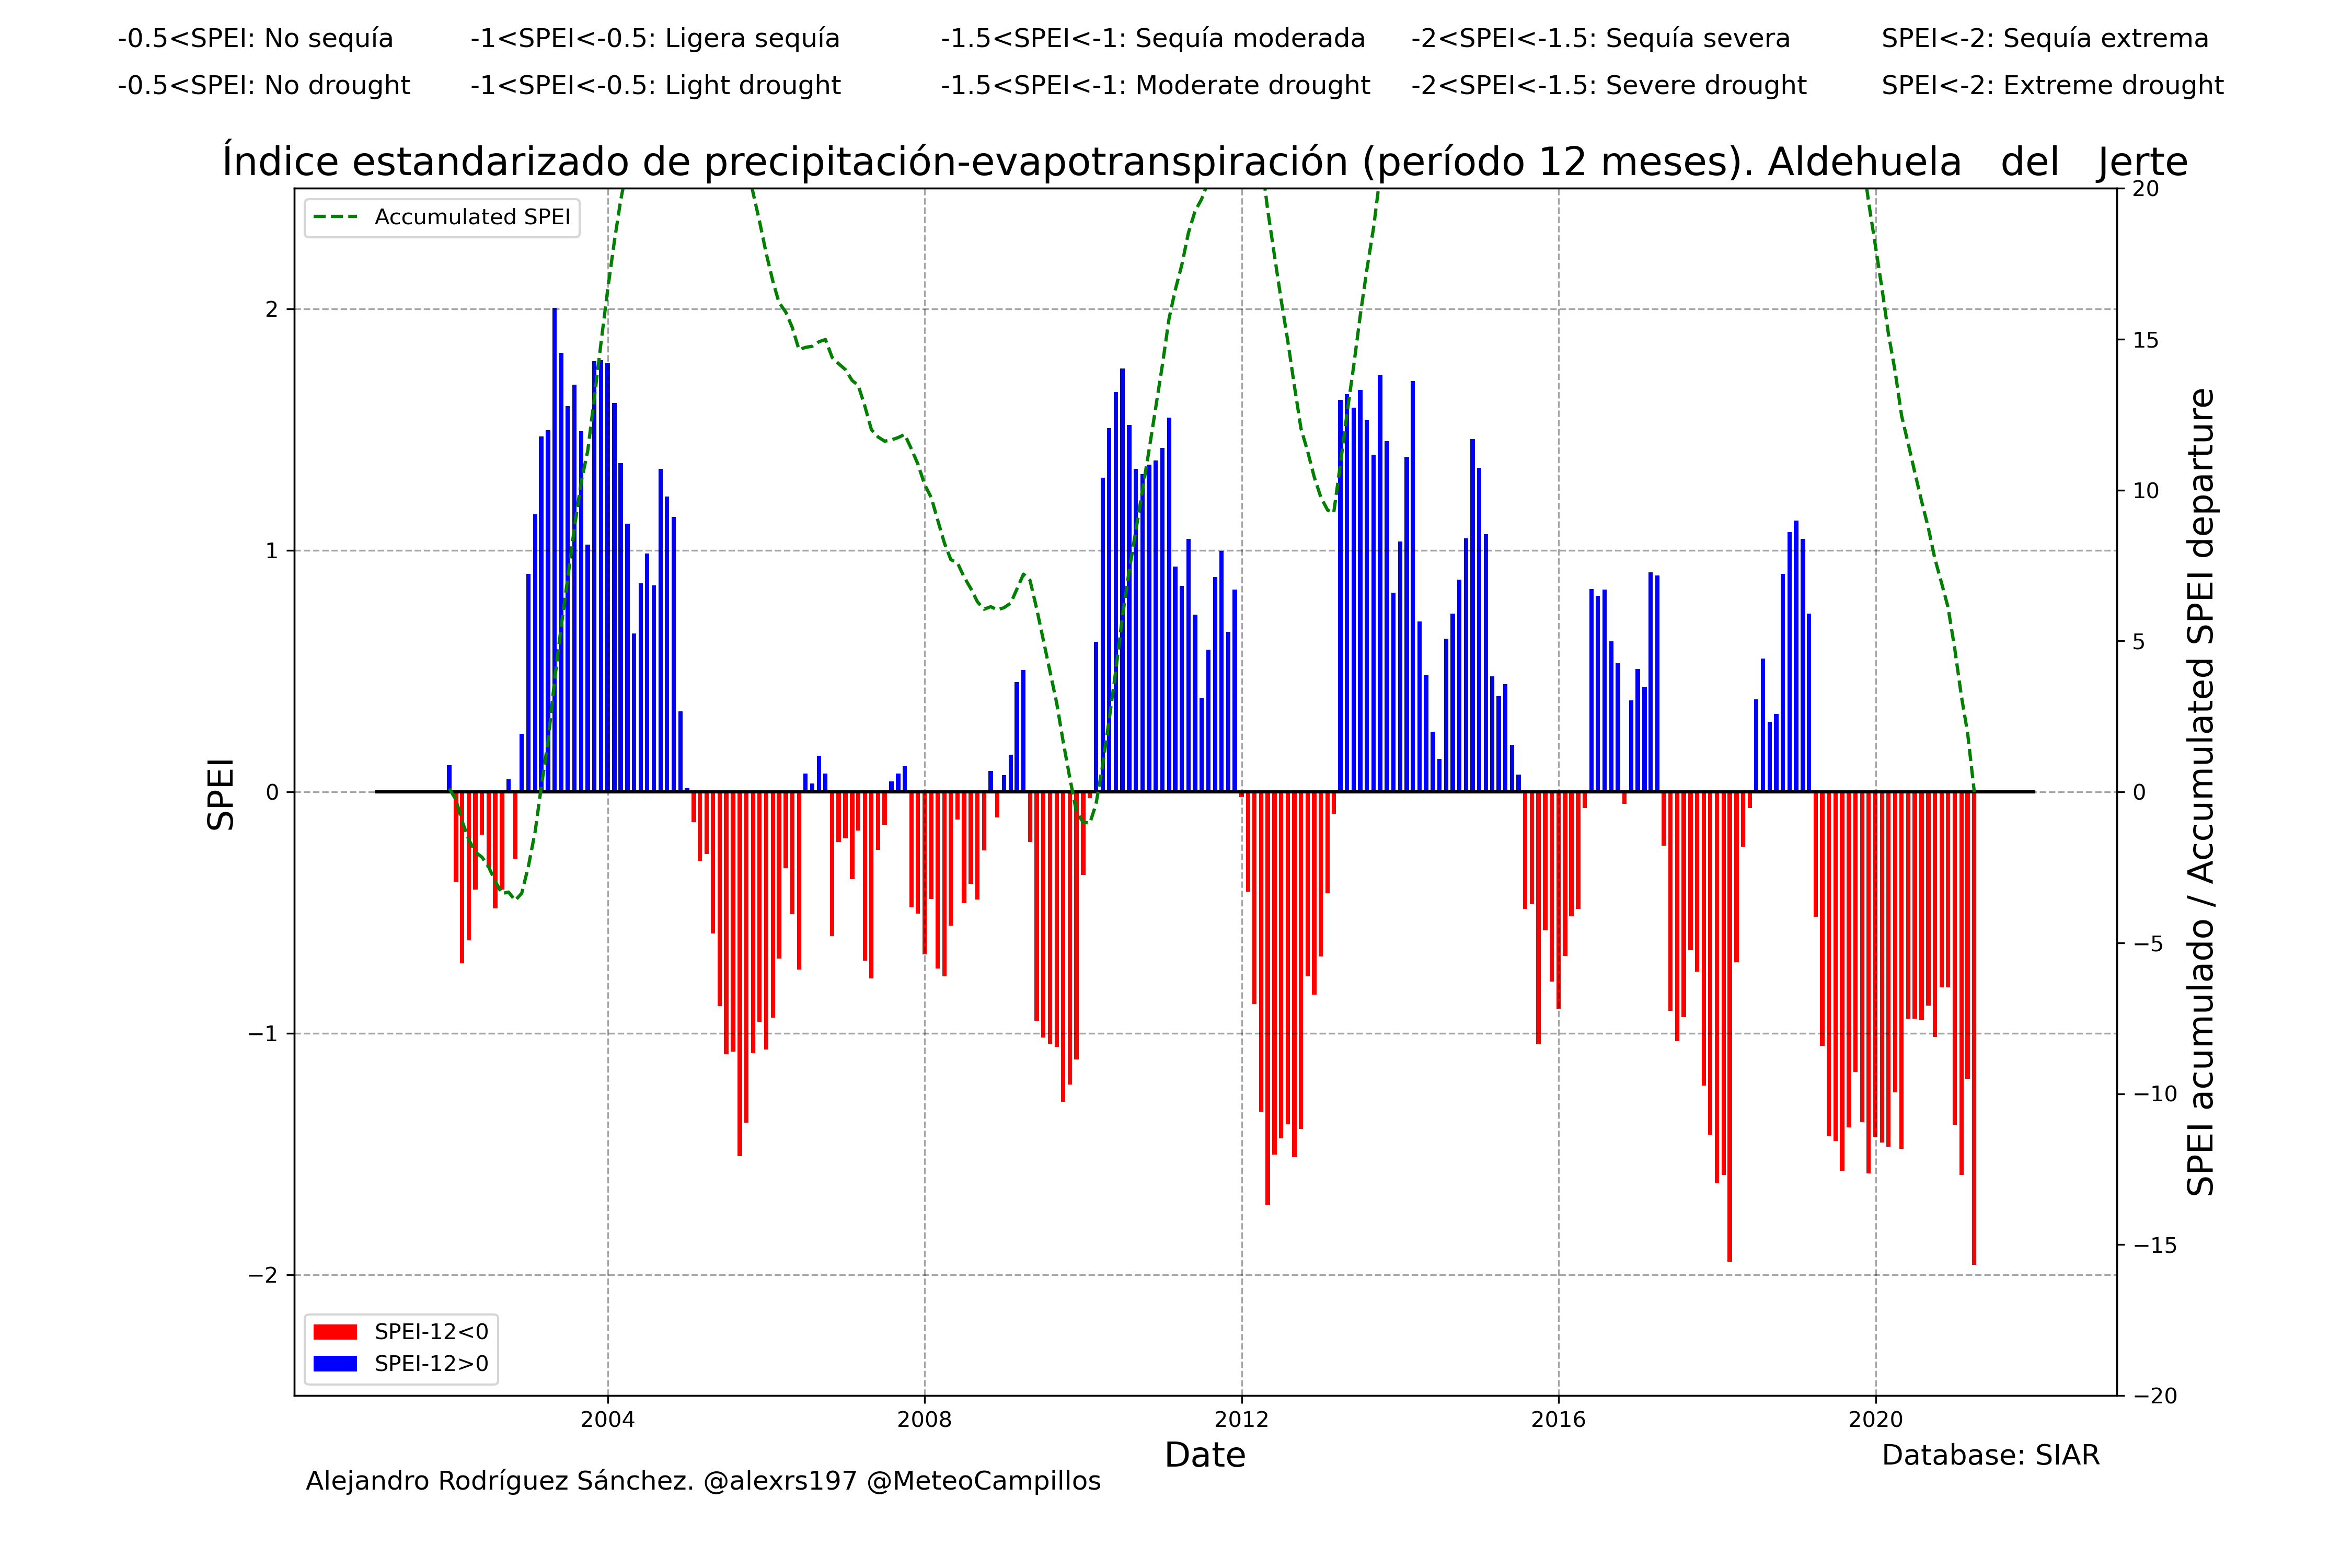 -0.5<SPEI: No sequía -1<SPEI<-0.5: Ligera sequía -1.5<SPEI<-1: Sequía moderada -2<SPEI<-1.5: Sequía severa SPEI<-2: Sequía extrema
-0.5<SPEI: No drought -1<SPEI<-0.5: Light drought -1.5<SPEI<-1: Moderate drought -2<SPEI<-1.5: Severe drought SPEI<-2: Extreme drought
Índice estandarizado de precipitación-evapotranspiración (período 12 meses). Aldehuela del Jerte
Accumulated SPEI
SPEI
2
1
0
−1
−2
20
15
10
5
0
−5
−10
−15
−20
SPEI acumulado / Accumulated SPEI departure
SPEI-12<0
SPEI-12>0
2004 2008 2012 2016 2020
Date
Database: SIAR
Alejandro Rodríguez Sánchez. @alexrs197 @MeteoCampillos